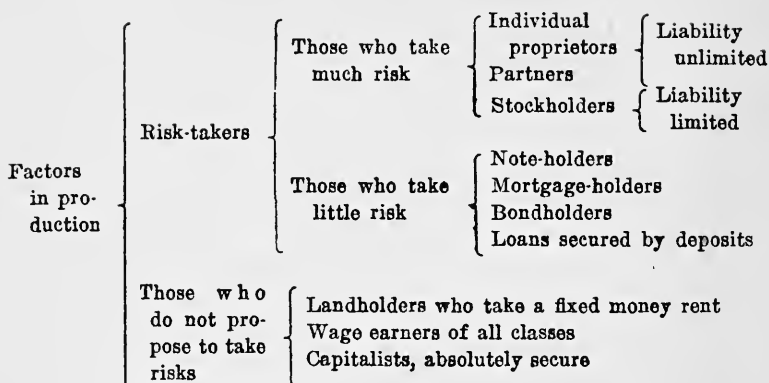 Factors
in pro-
duction
Risk-takers
Those who take
much risk
Individual
proprietors
Partners
Liability
unlimited
Stockholders
Liability
limited
Those who take
little risk
Note-holders
Mortgage-holders
Bondholders
Loans secured by deposits
Those who
do not pro-
pose to take
risks
Landholders who take a fixed money rent
Wage earners of all classes
Capitalists, absolutely secure